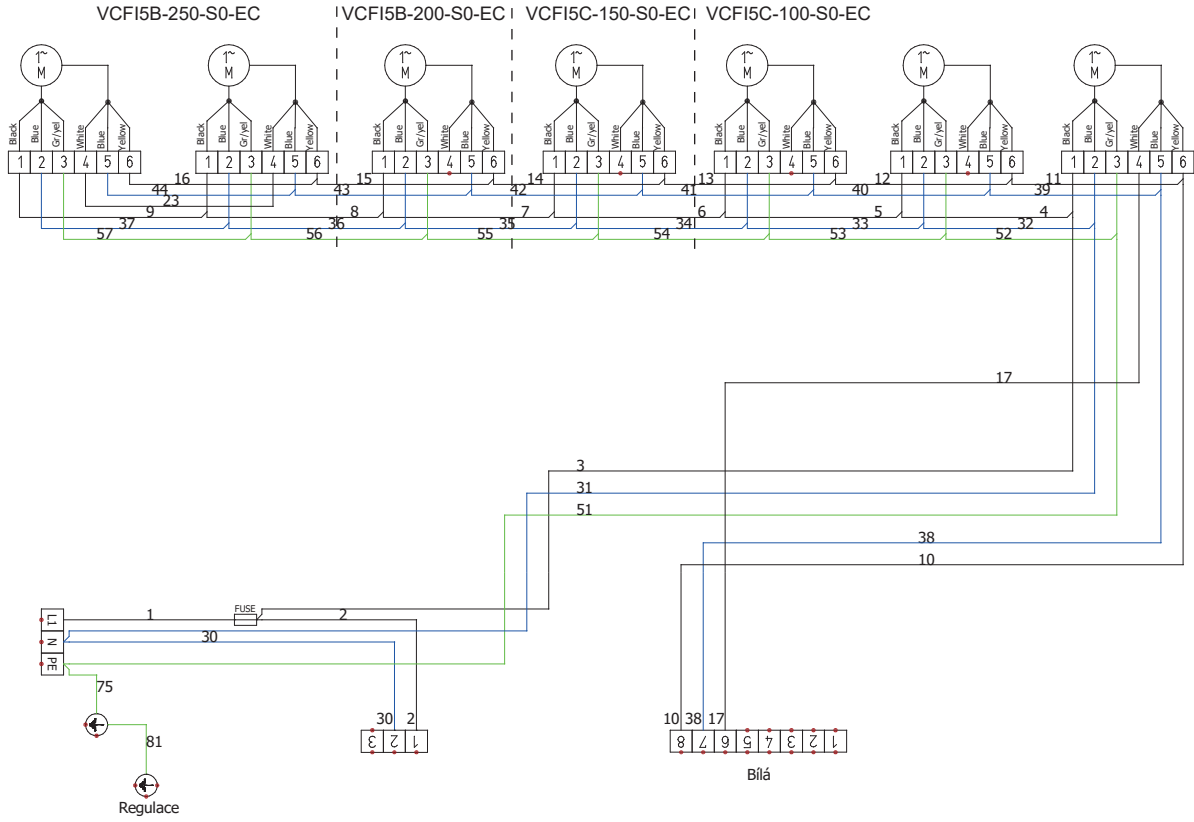 VCFI5B-250-S0-EC VCFI5B-200-S0-EC VCFI5C-150-S0-EC VCFI5C-100-S0-EC
1~ M 1~ M 1~ M 1~ M 1~ M 1~ M 1~ M
Black Blue Gr/yel White Blue Yellow Black Blue Gr/yel White Blue Yellow Black Blue Gr/yel White Blue Yellow Black Blue Gr/yel White Blue Yellow Black Blue Gr/yel White Blue Yellow Black Blue Gr/yel White Blue Yellow Black Blue Gr/yel White Blue Yellow
1 2 3 4 5 6 1 2 3 4 5 6 1 2 3 4 5 6 1 2 3 4 5 6 1 2 3 4 5 6 1 2 3 4 5 6 1 2 3 4 5 6
16 15 14 13 12 11
44 43 42 41 40 39
23
9 8 7 6 5 4
37 36 35 34 33 32
57 56 55 54 53 52
17
3
31
51
38
10
FUSE
L1 1 2
N 30
PE
75
81
30 2
3 2 1
10 38 17
8 7 6 5 4 3 2 1
Bílá
Regulace